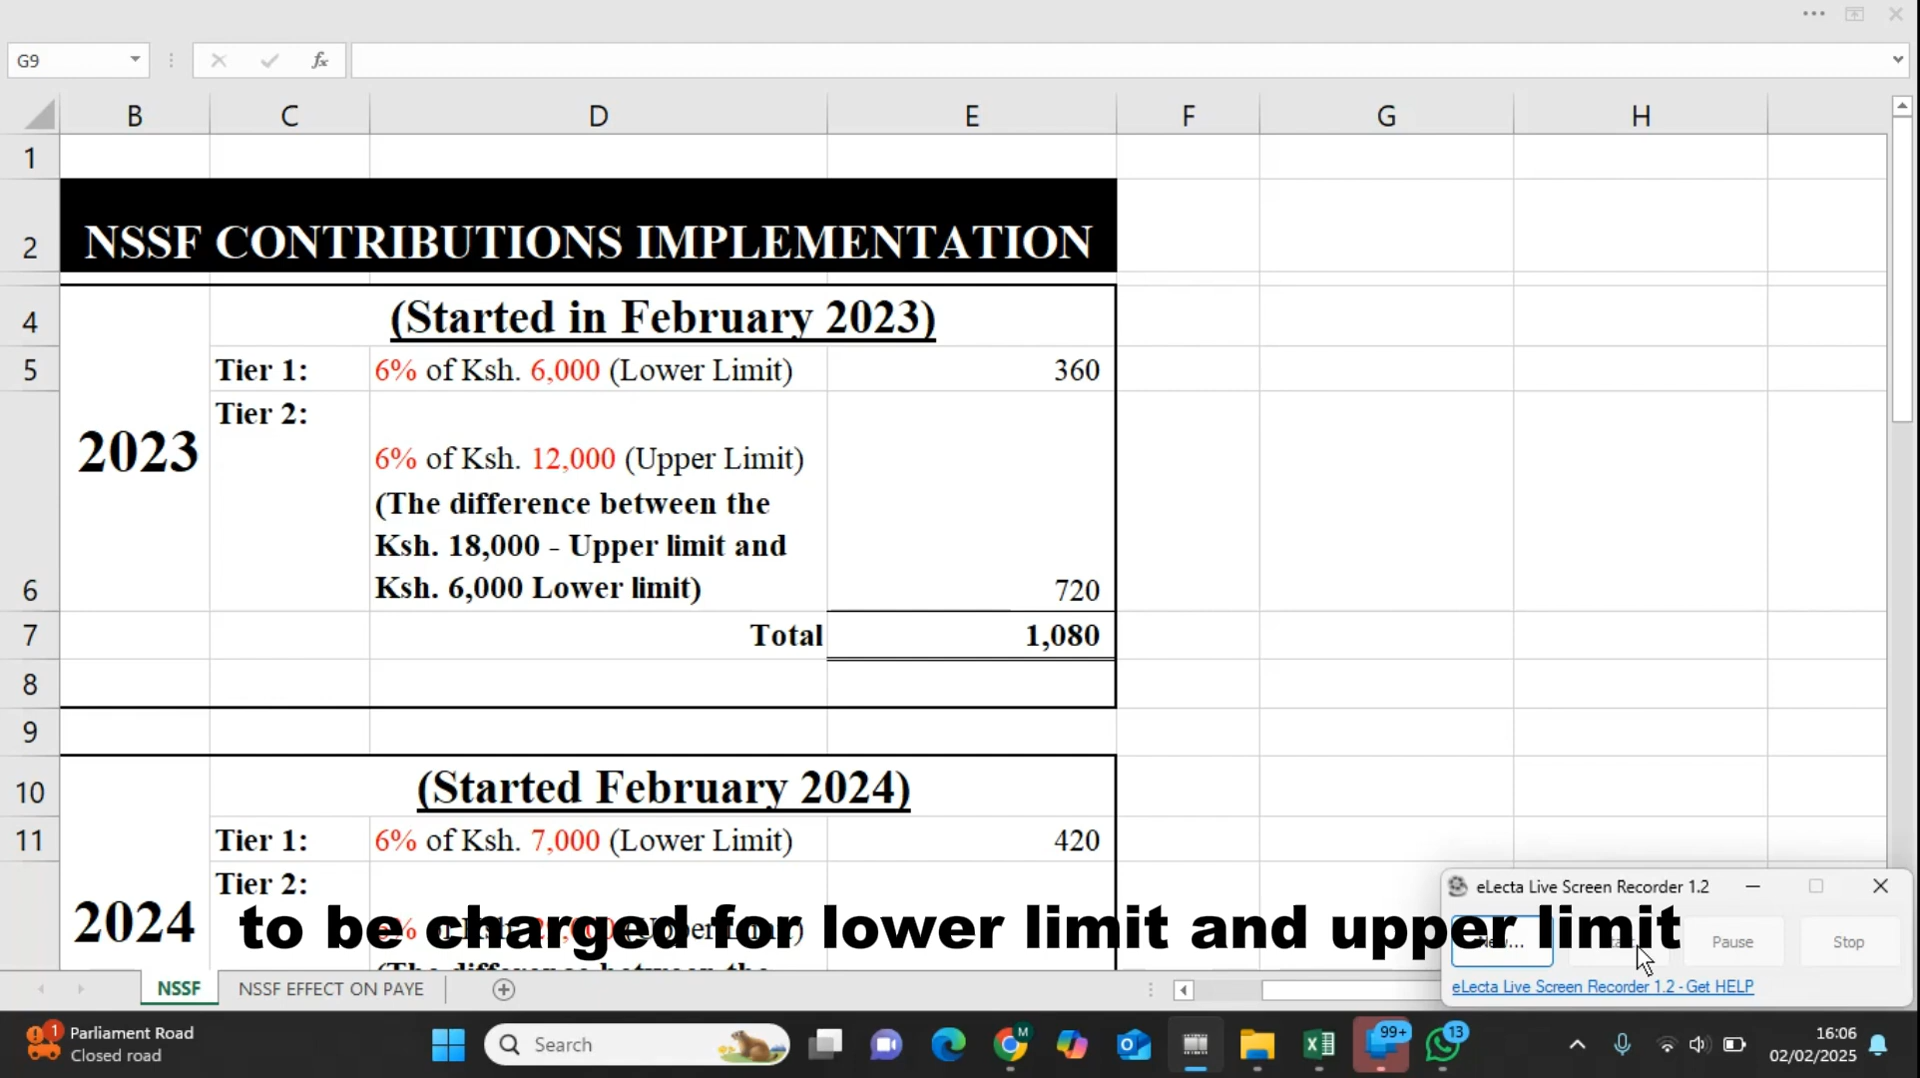 G9
fx
B C D E F G H
1
2 NSSF CONTRIBUTIONS IMPLEMENTATION
4 (Started in February 2023)
5 Tier 1: 6% of Ksh. 6,000 (Lower Limit) 360
Tier 2:
2023
6% of Ksh. 12,000 (Upper Limit)
(The difference between the
Ksh. 18,000 - Upper limit and
6 Ksh. 6,000 Lower limit) 720
7 Total 1,080
8
9
10 (Started February 2024)
11 Tier 1: 6% of Ksh. 7,000 (Lower Limit) 420
Tier 2:
2024
to be charged for lower limit and upper limit
(The difference between the
eLecta Live Screen Recorder 1.2
Pause Stop
eLecta Live Screen Recorder 1.2 - Get HELP
NSSF NSSF EFFECT ON PAYE
1 Parliament Road
Closed road
Search
M
99+
13
16:06
02/02/2025